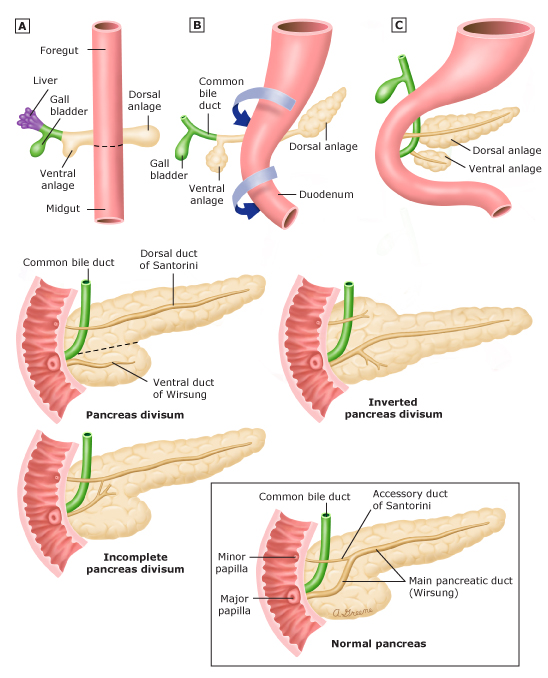 A
B
C
Foregut
Liver
Gall
bladder
Dorsal
anlage
Ventral
anlage
Midgut
Common
bile
duct
Gall
bladder
Ventral
anlage
Dorsal anlage
Duodenum
Dorsal anlage
Ventral anlage
Common bile duct
Dorsal duct
of Santorini
Ventral duct
of Wirsung
Pancreas divisum
Inverted
pancreas divisum
Incomplete
pancreas divisum
Common bile duct
Accessory duct
of Santorini
Minor
papilla
Major
papilla
Main pancreatic duct
(Wirsung)
A. Greene
Normal pancreas